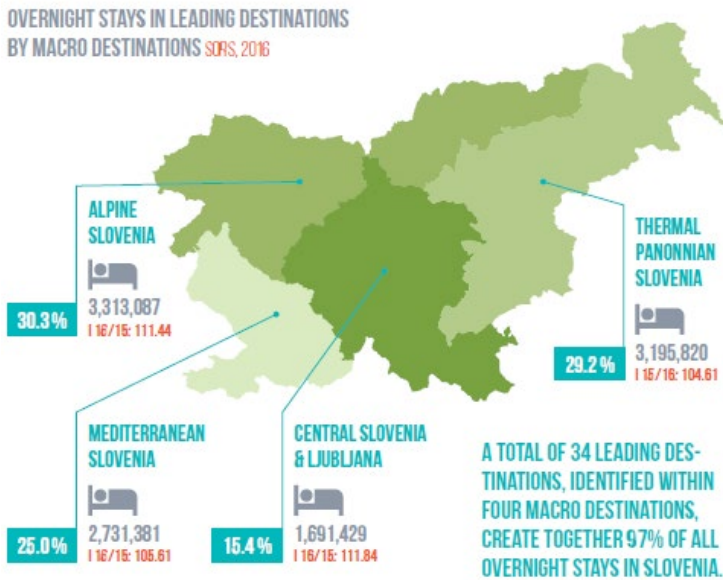 OVERNIGHT STAYS IN LEADING DESTINATIONS
BY MACRO DESTINATIONS SORS, 2016
ALPINE
SLOVENIA
30.3%
3,313,087
I 16/15: 111.44
THERMAL
PANONNIAN
SLOVENIA
29.2%
3,195,820
I 15/16: 104.61
MEDITERRANEAN
SLOVENIA
25.0%
2,731,381
I 16/15: 105.61
CENTRAL SLOVENIA
& LJUBLJANA
15.4%
1,691,429
I 16/15: 111.84
A TOTAL OF 34 LEADING DES-
TINATIONS, IDENTIFIED WITHIN
FOUR MACRO DESTINATIONS,
CREATE TOGETHER 97% OF ALL
OVERNIGHT STAYS IN SLOVENIA.